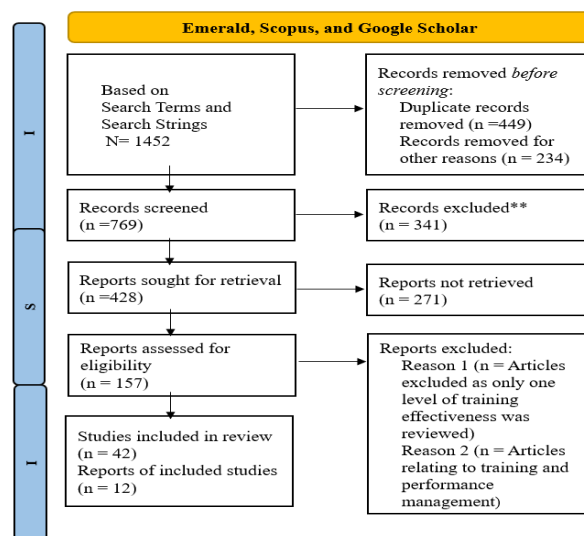 Emerald, Scopus, and Google Scholar
I
Based on
Search Terms and
Search Strings
N= 1452
Records removed before
screening:
Duplicate records
removed (n =449)
Records removed for
other reasons (n = 234)
Records screened
(n =769)
Records excluded**
(n = 341)
S
Reports sought for retrieval
(n =428)
Reports not retrieved
(n = 271)
Reports assessed for
eligibility
(n = 157)
Reports excluded:
Reason 1 (n = Articles
excluded as only one
level of training
effectiveness was
reviewed)
Reason 2 (n = Articles
relating to training and
performance
management)
I
Studies included in review
(n = 42)
Reports of included studies
(n = 12)